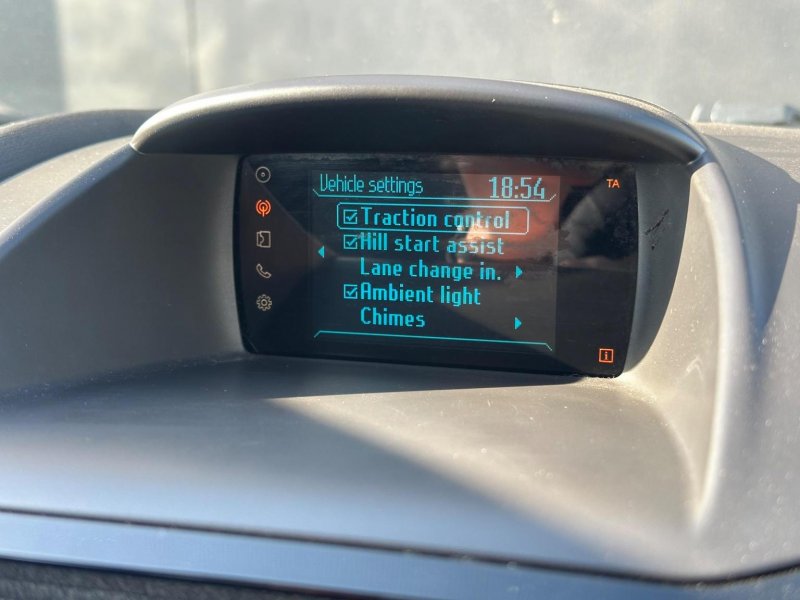 Vehicle settings 18:54
TA
Traction control
Hill start assist
Lane change in.
Ambient light
Chimes
i